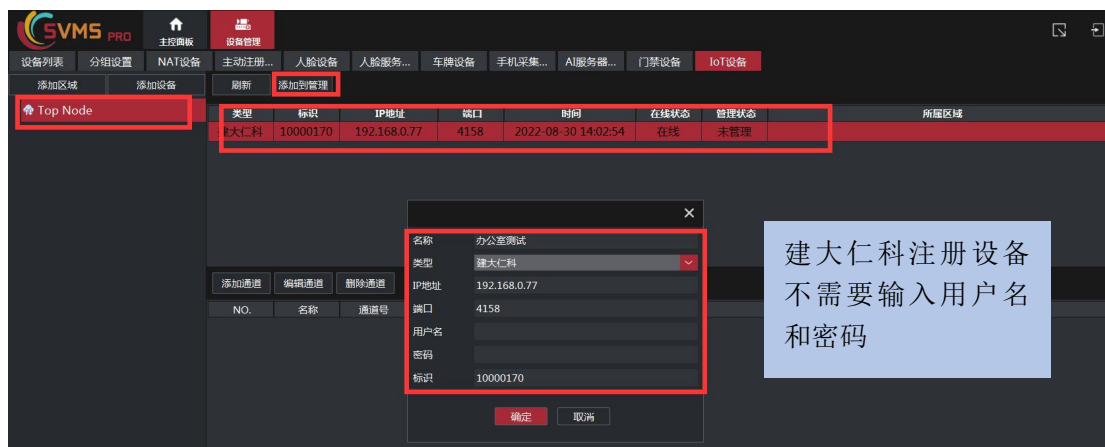 SVMS PRO
主控面板
设备管理
设备列表 分组设置 NAT设备 主动注册... 人脸设备 人脸服务... 车牌设备 手机采集... AI服务器... 门禁设备 IoT设备
添加区域 添加设备 刷新 添加到管理
Top Node
类型 标识 IP地址 端口 时间 在线状态 管理状态 所属区域
建大仁科 10000170 192.168.0.77 4158 2022-08-30 14:02:54 在线 未管理
名称 办公室测试
类型 建大仁科
IP地址 192.168.0.77
端口 4158
用户名
密码
标识 10000170
确定 取消
添加通道 编辑通道 删除通道
NO. 名称 通道号
建大仁科注册设备
不需要输入用户名
和密码